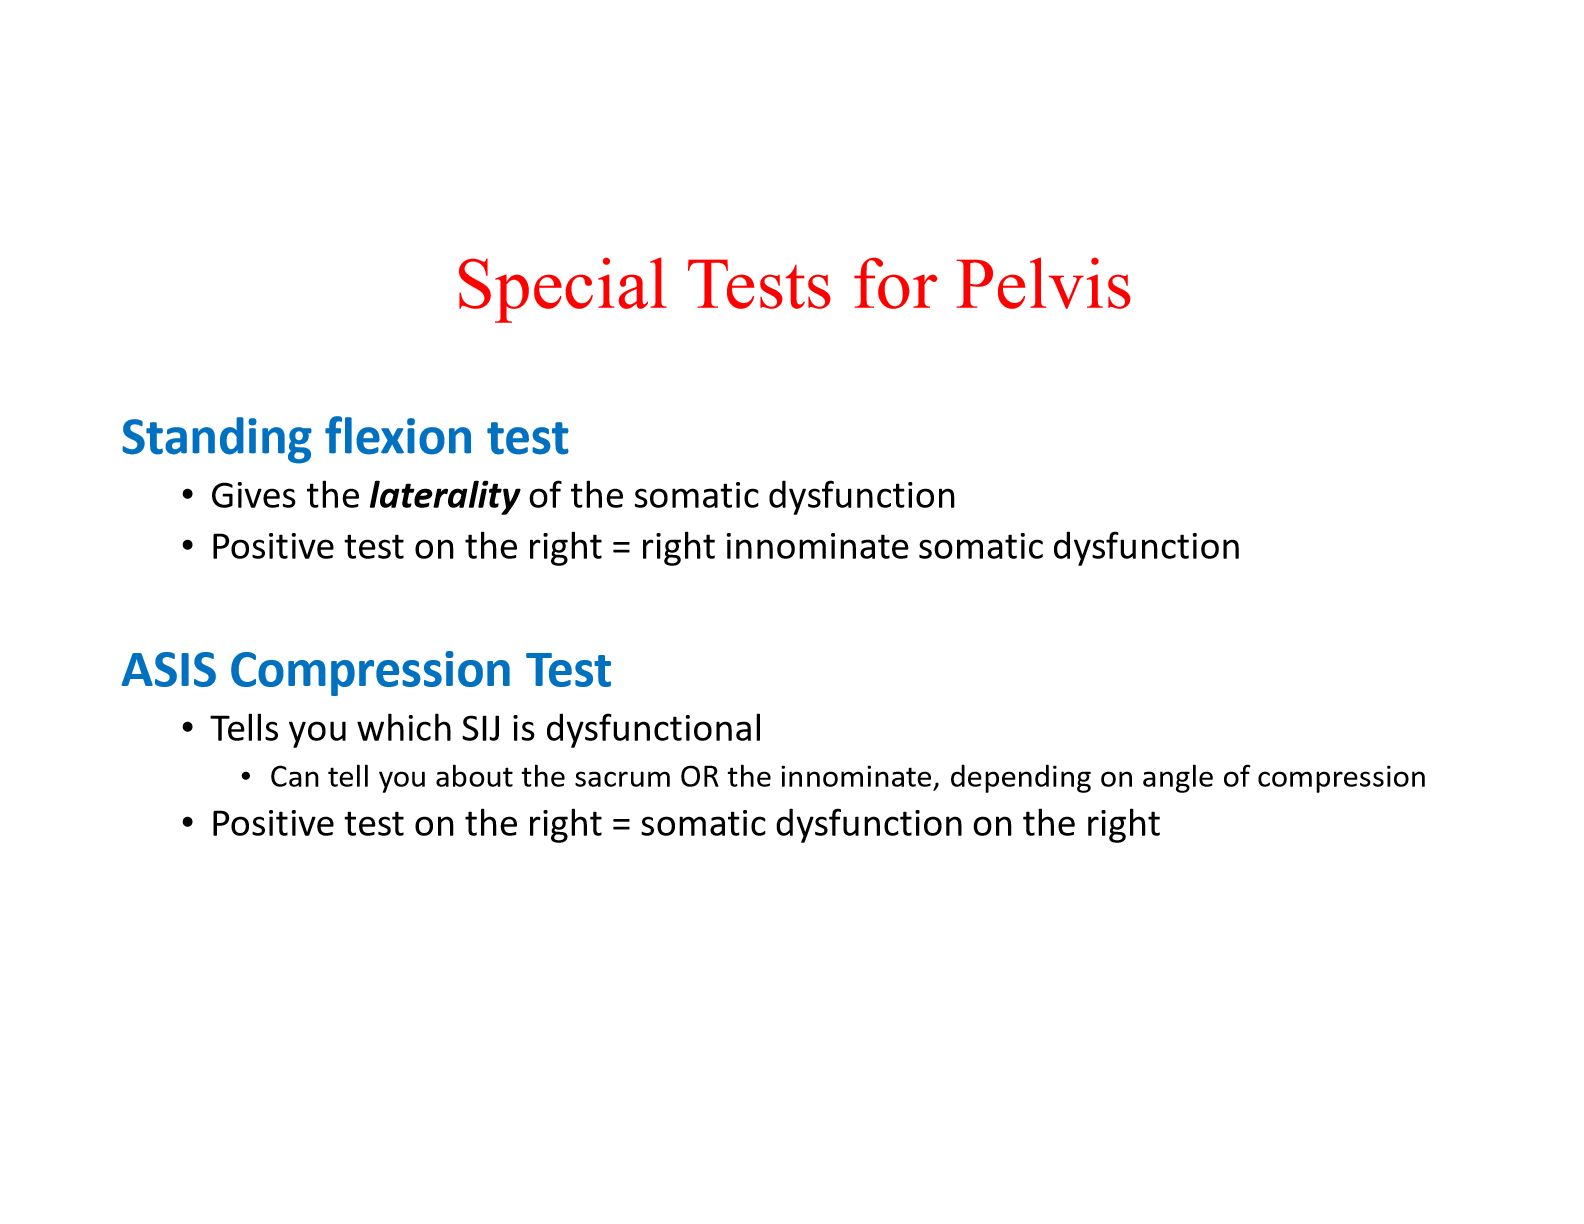 Special Tests for Pelvis
Standing flexion test
• Gives the laterality of the somatic dysfunction
• Positive test on the right = right innominate somatic dysfunction
ASIS Compression Test
• Tells you which SIJ is dysfunctional
• Can tell you about the sacrum OR the innominate, depending on angle of compression
• Positive test on the right = somatic dysfunction on the right